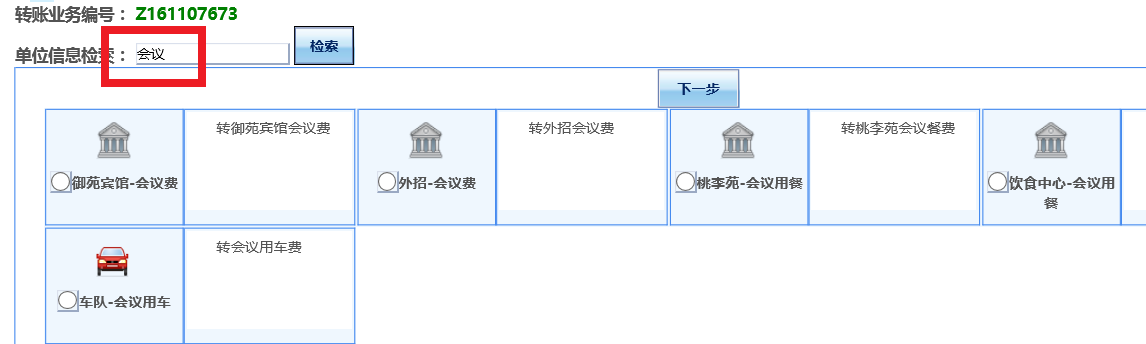 转账业务编号： Z161107673
单位信息检索： 会议 检索
下一步
转御苑宾馆会议费 转外招会议费 转桃李苑会议餐费
御苑宾馆-会议费 外招-会议费 桃李苑-会议用餐 饮食中心-会议用
餐
转会议用车费
车队-会议用车